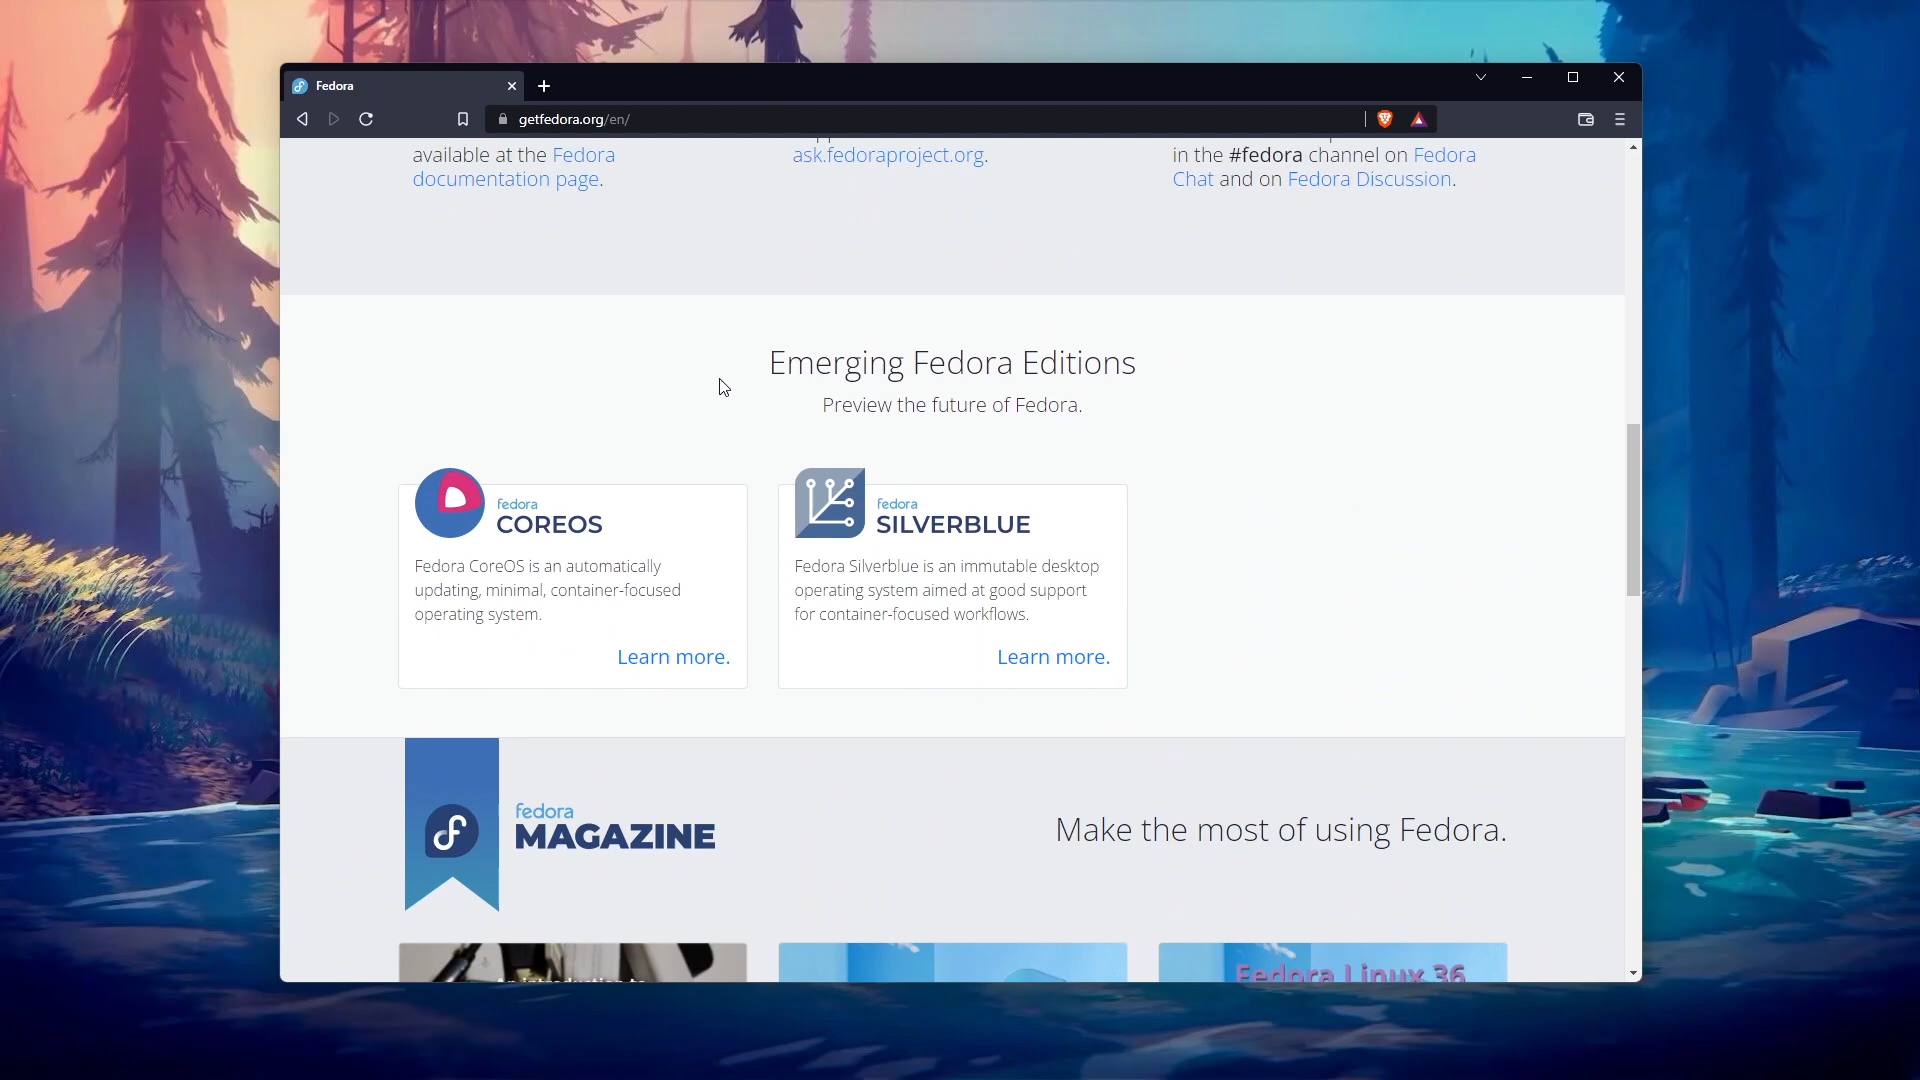 Fedora
getfedora.org/en/
available at the Fedora
documentation page.
ask.fedoraproject.org.
in the #fedora channel on Fedora
Chat and on Fedora Discussion.
Emerging Fedora Editions
Preview the future of Fedora.
fedora
COREOS
Fedora CoreOS is an automatically
updating, minimal, container-focused
operating system.
Learn more.
fedora
SILVERBLUE
Fedora Silverblue is an immutable desktop
operating system aimed at good support
for container-focused workflows.
Learn more.
fedora
MAGAZINE
Make the most of using Fedora.
An introduction to
Fedora Linux 36